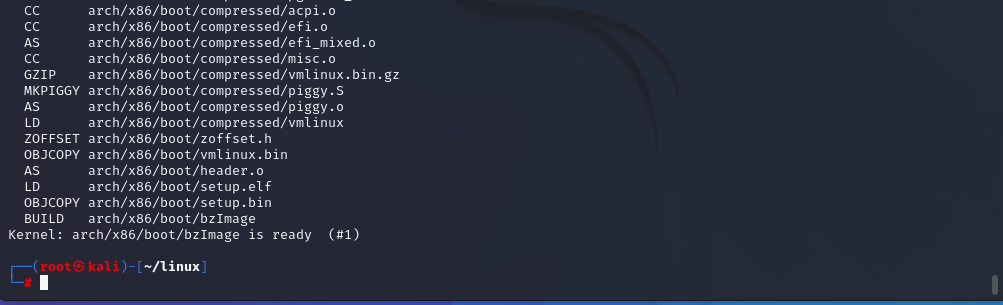 CC      arch/x86/boot/compressed/acpi.o
CC      arch/x86/boot/compressed/efi.o
AS      arch/x86/boot/compressed/efi_mixed.o
CC      arch/x86/boot/compressed/misc.o
GZIP    arch/x86/boot/compressed/vmlinux.bin.gz
MKPIGGY arch/x86/boot/compressed/piggy.S
AS      arch/x86/boot/compressed/piggy.o
LD      arch/x86/boot/compressed/vmlinux
ZOFFSET arch/x86/boot/zoffset.h
OBJCOPY arch/x86/boot/vmlinux.bin
AS      arch/x86/boot/header.o
LD      arch/x86/boot/setup.elf
OBJCOPY arch/x86/boot/setup.bin
BUILD   arch/x86/boot/bzImage
Kernel: arch/x86/boot/bzImage is ready  (#1)
┌──(root㉿kali)-[~/linux]
└─#